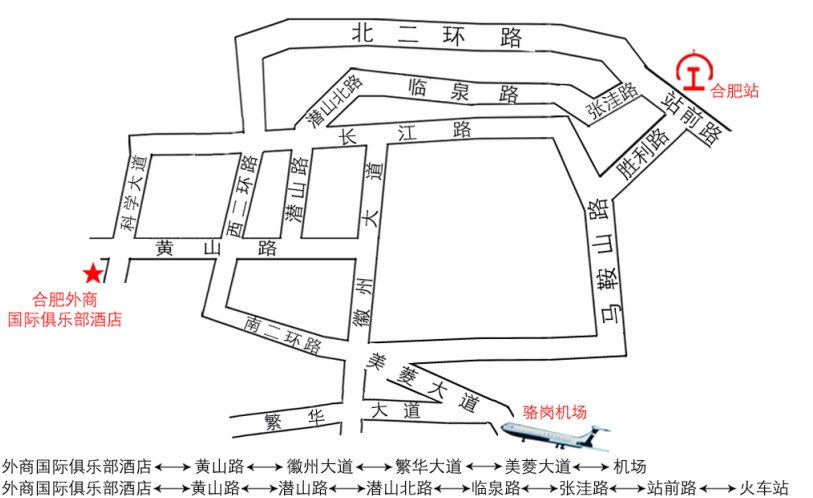 北二环路
合肥站
临泉路
潜山北路
张洼路
站前路
长江路
胜利路
科学大道
西二环路
潜山路
徽州大道
马鞍山路
黄山路
合肥外商
国际俱乐部酒店
南二环路
美菱大道
繁华大道
骆岗机场
外商国际俱乐部酒店⟷黄山路⟷徽州大道⟷繁华大道⟷美菱大道⟷机场
外商国际俱乐部酒店⟷黄山路⟷潜山路⟷潜山北路⟷临泉路⟷张洼路⟷站前路⟷火车站